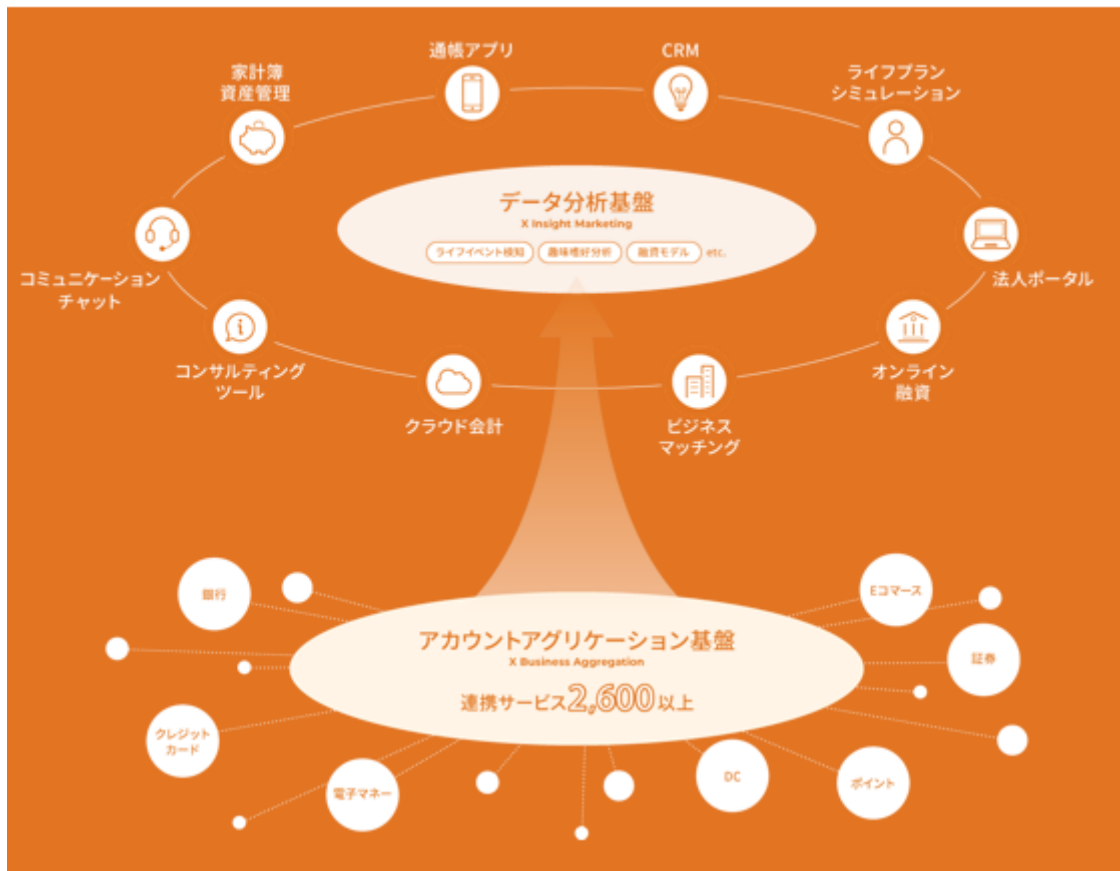 通帳アプリ
CRM
家計簿
資産管理
ライフプラン
シミュレーション
データ分析基盤
X Insight Marketing
ライフイベント検知
趣味嗜好分析
融資モデル
etc.
コミュニケーション
チャット
法人ポータル
コンサルティング
ツール
オンライン
融資
クラウド会計
ビジネス
マッチング
銀行
Eコマース
アカウントアグリケーション基盤
X Business Aggregation
連携サービス2,600以上
証券
クレジット
カード
電子マネー
DC
ポイント